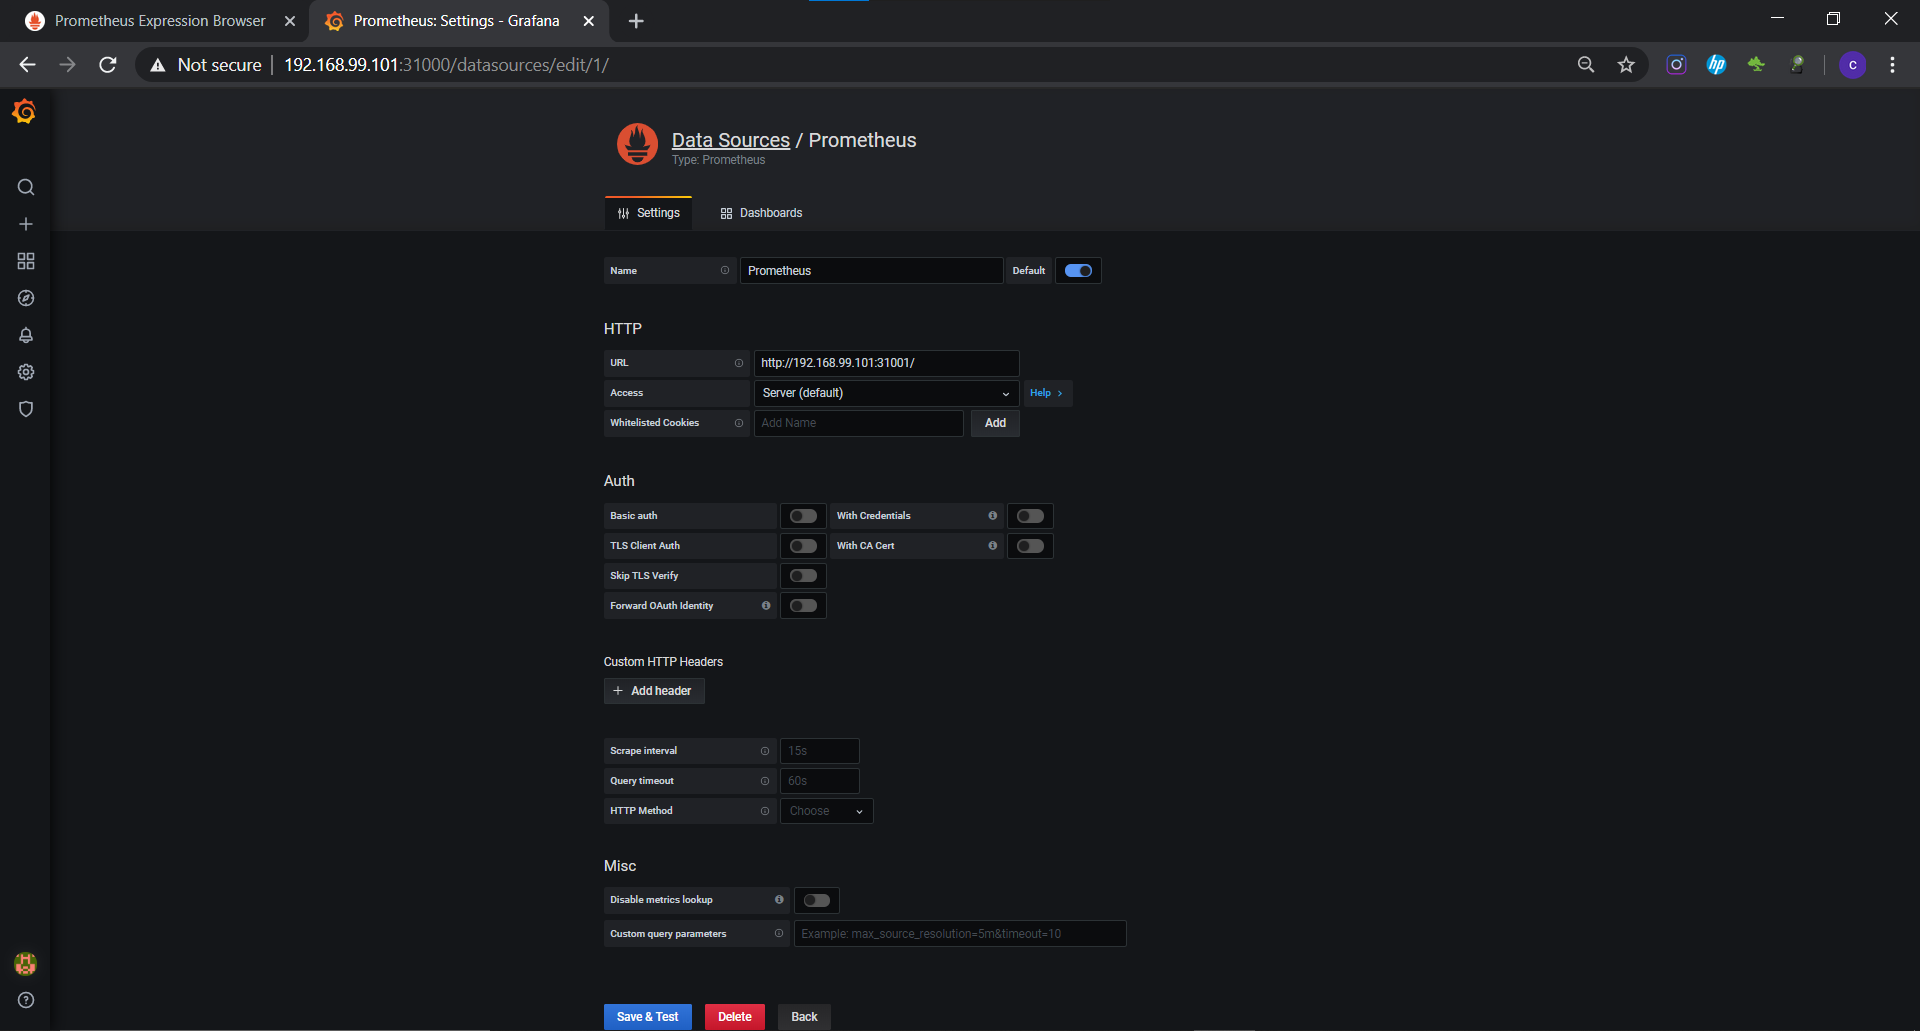 Prometheus Expression Browser
Prometheus: Settings - Grafana
Not secure
192.168.99.101:31000/datasources/edit/1/
hp
c
Data Sources / Prometheus
Type: Prometheus
Settings
Dashboards
Name
Prometheus
Default
HTTP
URL
http://192.168.99.101:31001/
Access
Server (default)
Help
Whitelisted Cookies
Add Name
Add
Auth
Basic auth
With Credentials
TLS Client Auth
With CA Cert
Skip TLS Verify
Forward OAuth Identity
Custom HTTP Headers
+ Add header
Scrape interval
15s
Query timeout
60s
HTTP Method
Choose
Misc
Disable metrics lookup
Custom query parameters
Example: max_source_resolution=5m&timeout=10
Save & Test
Delete
Back